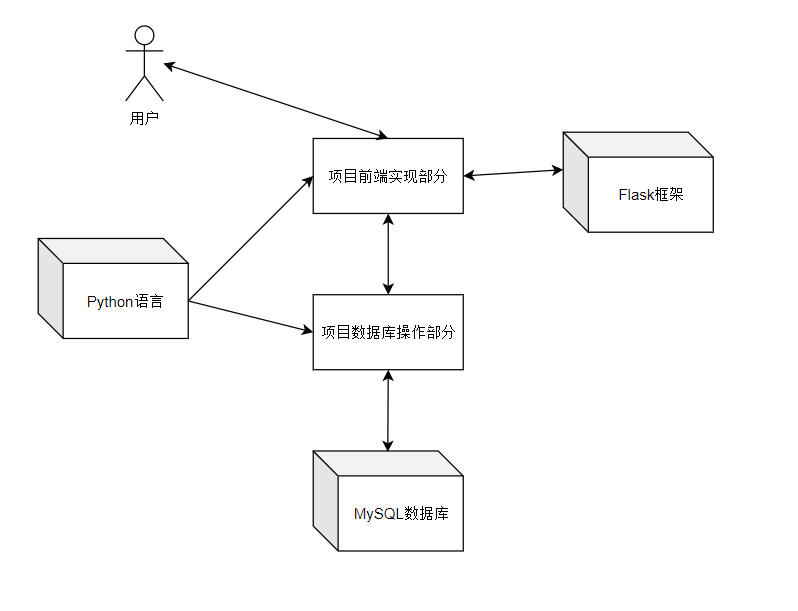 用户
项目前端实现部分
Flask框架
Python语言
项目数据库操作部分
MySQL数据库